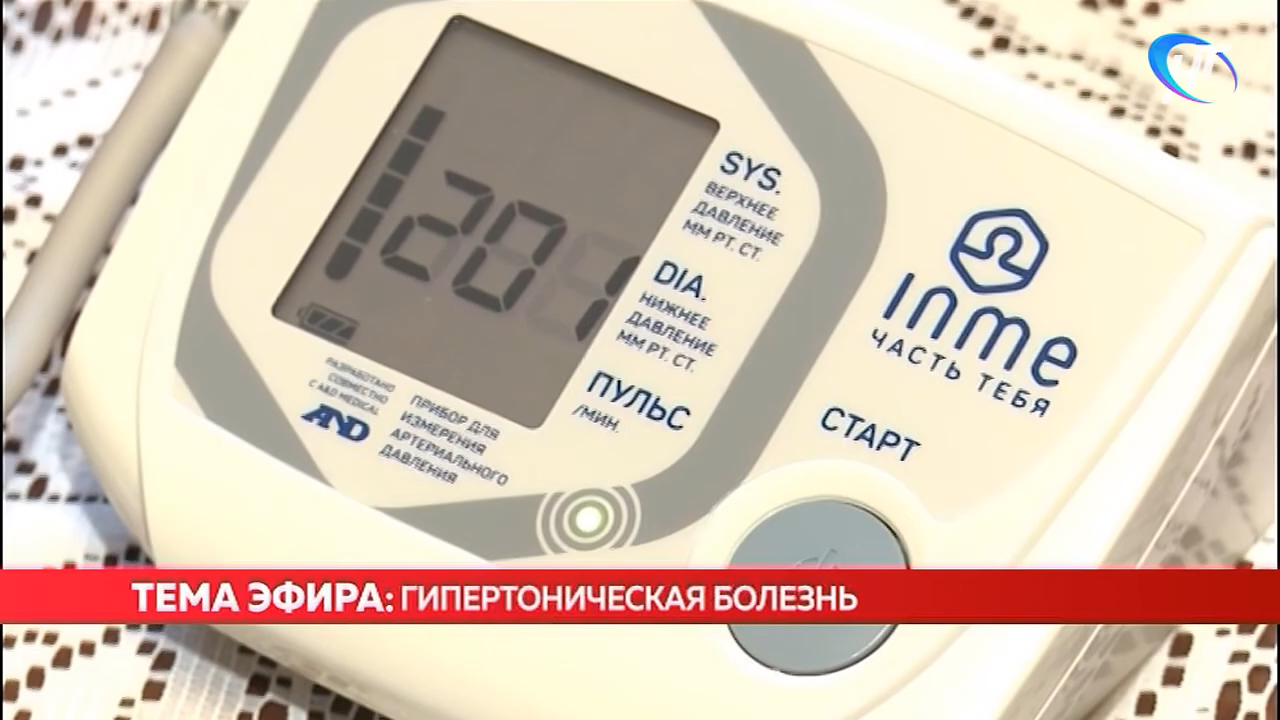 SYS.
ВЕРХНЕЕ
ДАВЛЕНИЕ
ММ РТ. СТ.
DIA.
НИЖНЕЕ
ДАВЛЕНИЕ
ММ РТ. СТ.
ПУЛЬС
/МИН.
inme
ЧАСТЬ ТЕБЯ
СТАРТ
РАЗРАБОТАНО
СОВМЕСТНО
С A&D MEDICAL
AND
ПРИБОР ДЛЯ
ИЗМЕРЕНИЯ
АРТЕРИАЛЬНОГО
ДАВЛЕНИЯ
ТЕМА ЭФИРА: ГИПЕРТОНИЧЕСКАЯ БОЛЕЗНЬ